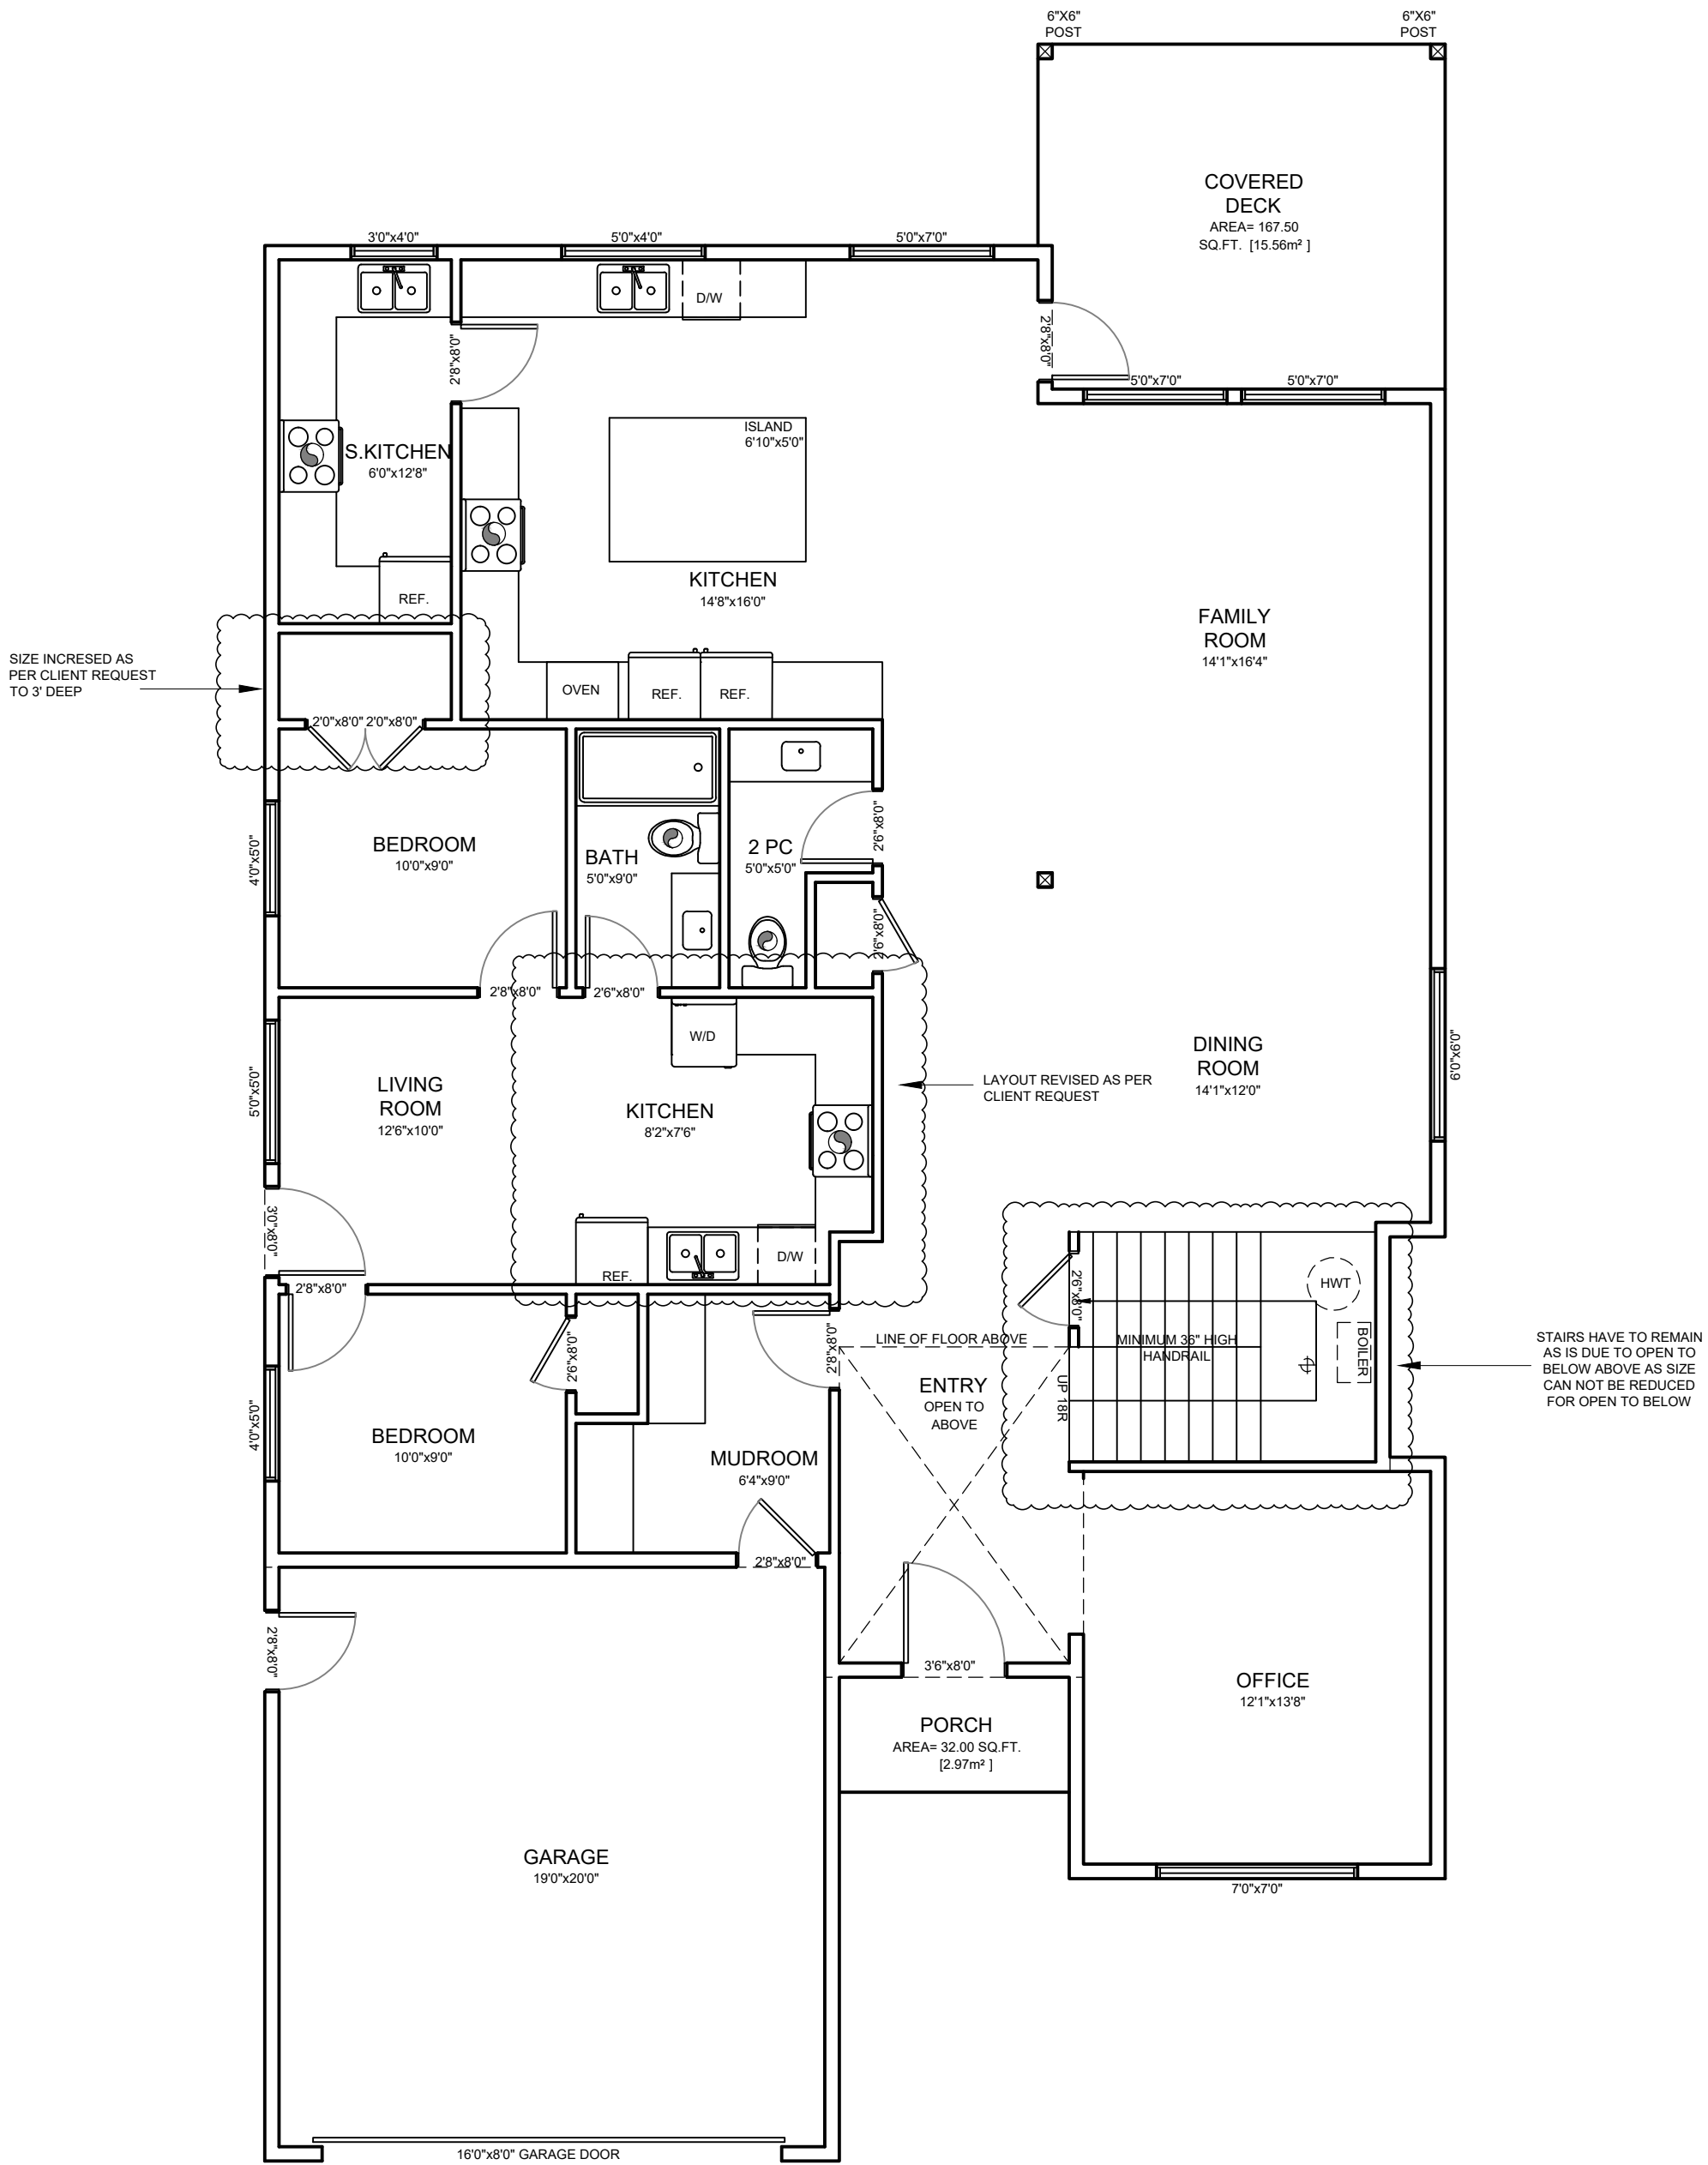 6"X6"
POST
6"X6"
POST
COVERED
DECK
AREA= 167.50
SQ.FT. [15.56m² ]
3'0"x4'0"
5'0"x4'0"
5'0"x7'0"
D/W
2'8"x8'0"
2'8"x8'0"
5'0"x7'0"
5'0"x7'0"
ISLAND
6'10"x5'0"
S.KITCHEN
6'0"x12'8"
KITCHEN
14'8"x16'0"
REF.
FAMILY
ROOM
14'1"x16'4"
SIZE INCRESED AS
PER CLIENT REQUEST
TO 3' DEEP
OVEN
REF.
REF.
2'0"x8'0"
2'0"x8'0"
BEDROOM
10'0"x9'0"
4'0"x5'0"
BATH
5'0"x9'0"
2 PC
5'0"x5'0"
2'6"x8'0"
2'6"x8'0"
2'8"x8'0"
2'6"x8'0"
W/D
LIVING
ROOM
12'6"x10'0"
5'0"x5'0"
KITCHEN
8'2"x7'6"
LAYOUT REVISED AS PER
CLIENT REQUEST
DINING
ROOM
14'1"x12'0"
6'0"x6'0"
3'0"x8'0"
REF.
D/W
2'8"x8'0"
2'6"x8'0"
2'8"x8'0"
LINE OF FLOOR ABOVE
2'6"x8'0"
HWT
BOILER
MINIMUM 36" HIGH
HANDRAIL
UP 18R
STAIRS HAVE TO REMAIN
AS IS DUE TO OPEN TO
BELOW ABOVE AS SIZE
CAN NOT BE REDUCED
FOR OPEN TO BELOW
ENTRY
OPEN TO
ABOVE
4'0"x5'0"
BEDROOM
10'0"x9'0"
MUDROOM
6'4"x9'0"
2'8"x8'0"
2'8"x8'0"
3'6"x8'0"
OFFICE
12'1"x13'8"
PORCH
AREA= 32.00 SQ.FT.
[2.97m² ]
GARAGE
19'0"x20'0"
7'0"x7'0"
16'0"x8'0" GARAGE DOOR